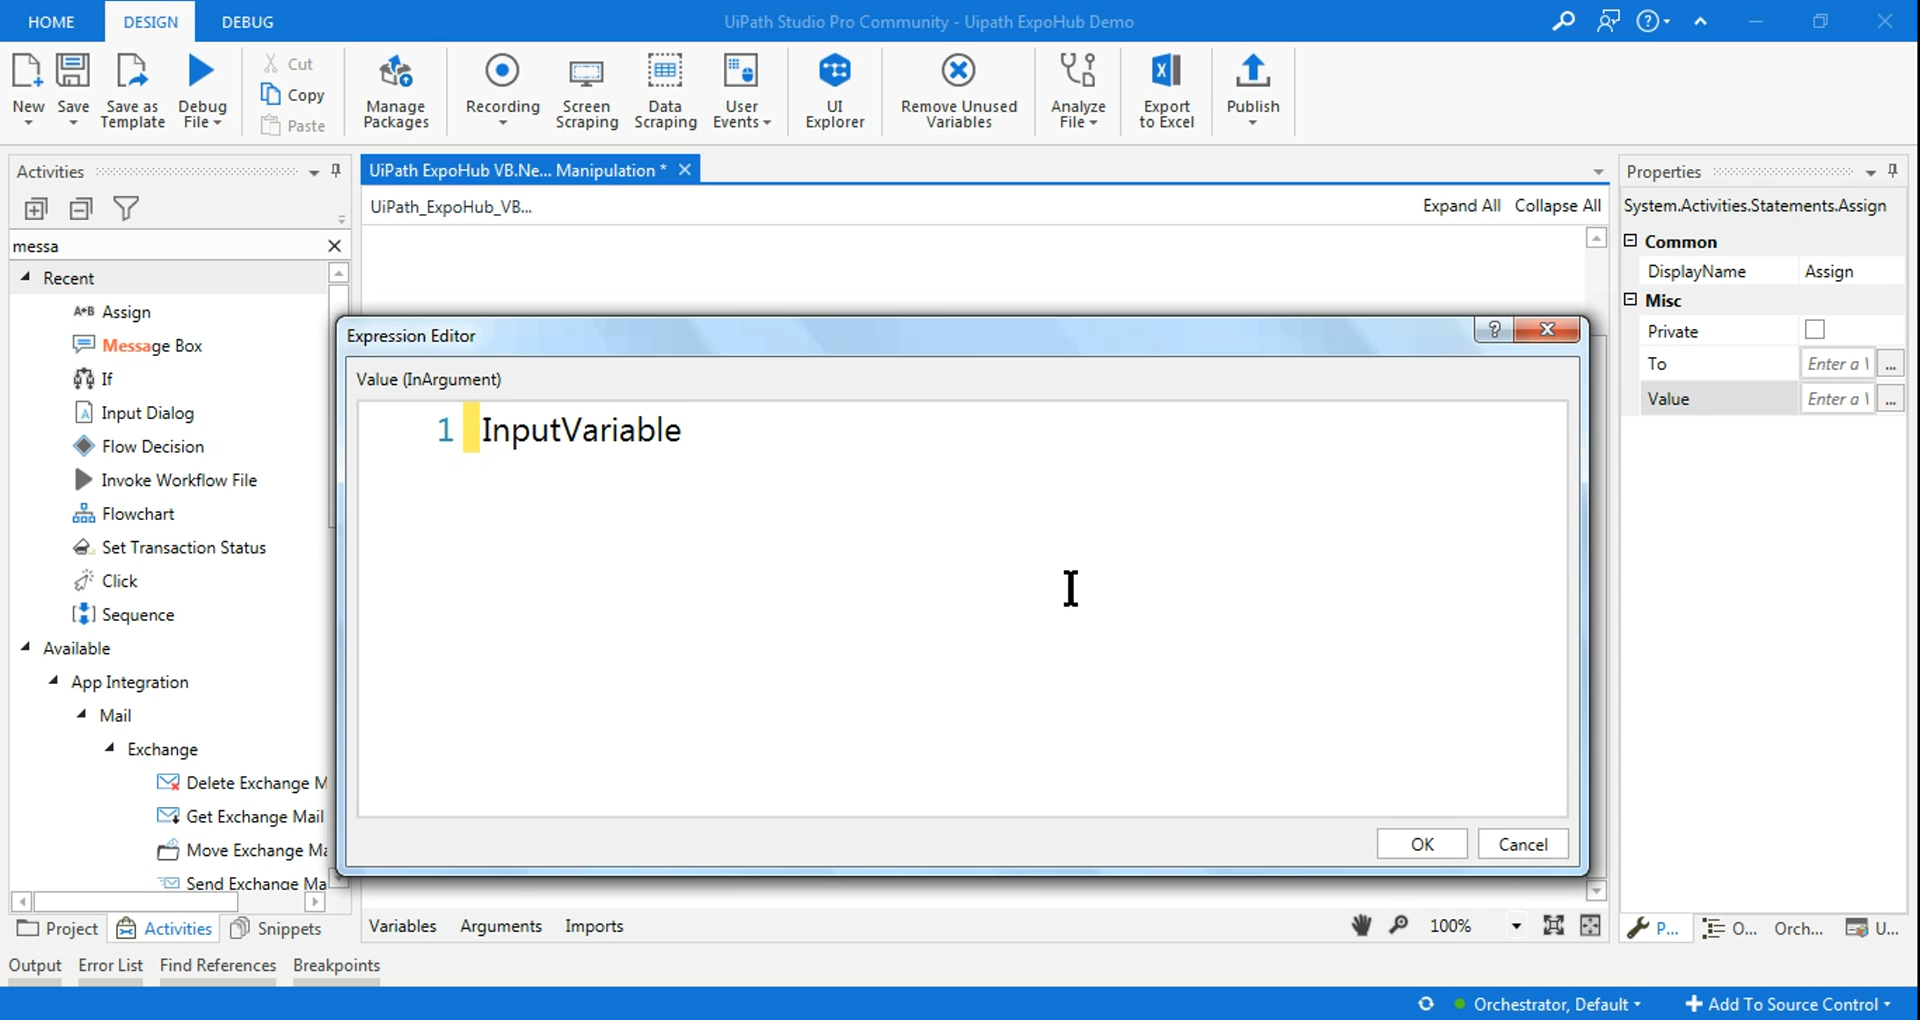 HOME DESIGN DEBUG UiPath Studio Pro Community - Uipath ExpoHub Demo
New Save Save as Template Debug File
Cut
Copy
Paste
Manage Packages
Recording
Screen Scraping
Data Scraping
User Events
UI Explorer
Remove Unused Variables
Analyze File
Export to Excel
Publish
Activities
messa
Recent
A*B Assign
Message Box
If
Input Dialog
Flow Decision
Invoke Workflow File
Flowchart
Set Transaction Status
Click
Sequence
Available
App Integration
Mail
Exchange
Delete Exchange M
Get Exchange Mail
Move Exchange Ma
Send Exchange Ma
Project Activities Snippets
UiPath ExpoHub VB.Ne... Manipulation *
UiPath_ExpoHub_VB...
Expand All Collapse All
Expression Editor
?
Value (InArgument)
1 InputVariable
OK Cancel
Variables Arguments Imports
100%
Properties
System.Activities.Statements.Assign
Common
DisplayName Assign
Misc
Private
To Enter a V ...
Value Enter a V ...
P... O... Orch... U...
Output Error List Find References Breakpoints
Orchestrator, Default
Add To Source Control